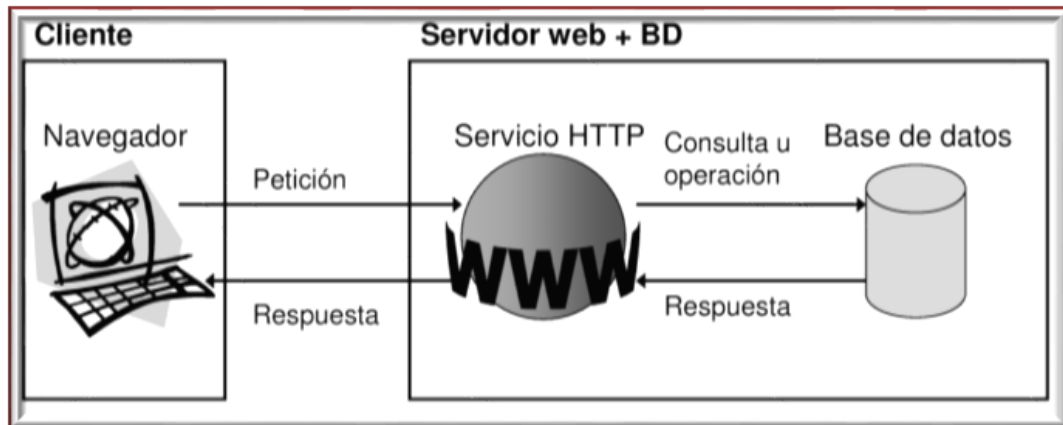 Cliente
Servidor web + BD
Navegador
Servicio HTTP
Consulta u
operación
Base de datos
Petición
WWW
Respuesta
Respuesta